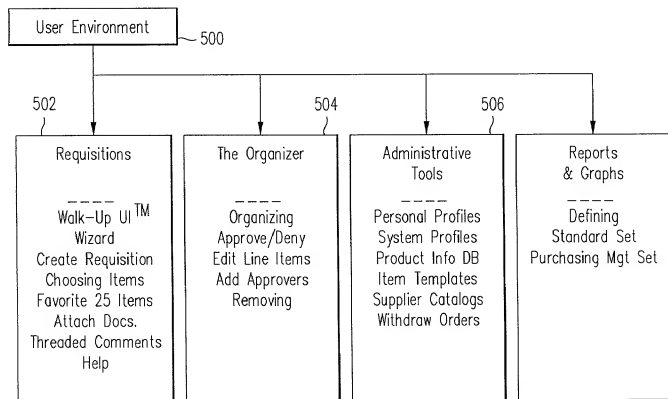 User Environment
500
502
504
506
Requisitions
Walk-Up UI™
Wizard
Create Requisition
Choosing Items
Favorite 25 Items
Attach Docs.
Threaded Comments
Help
The Organizer
Organizing
Approve/Deny
Edit Line Items
Add Approvers
Removing
Administrative
Tools
Personal Profiles
System Profiles
Product Info DB
Item Templates
Supplier Catalogs
Withdraw Orders
Reports
& Graphs
Defining
Standard Set
Purchasing Mgt Set